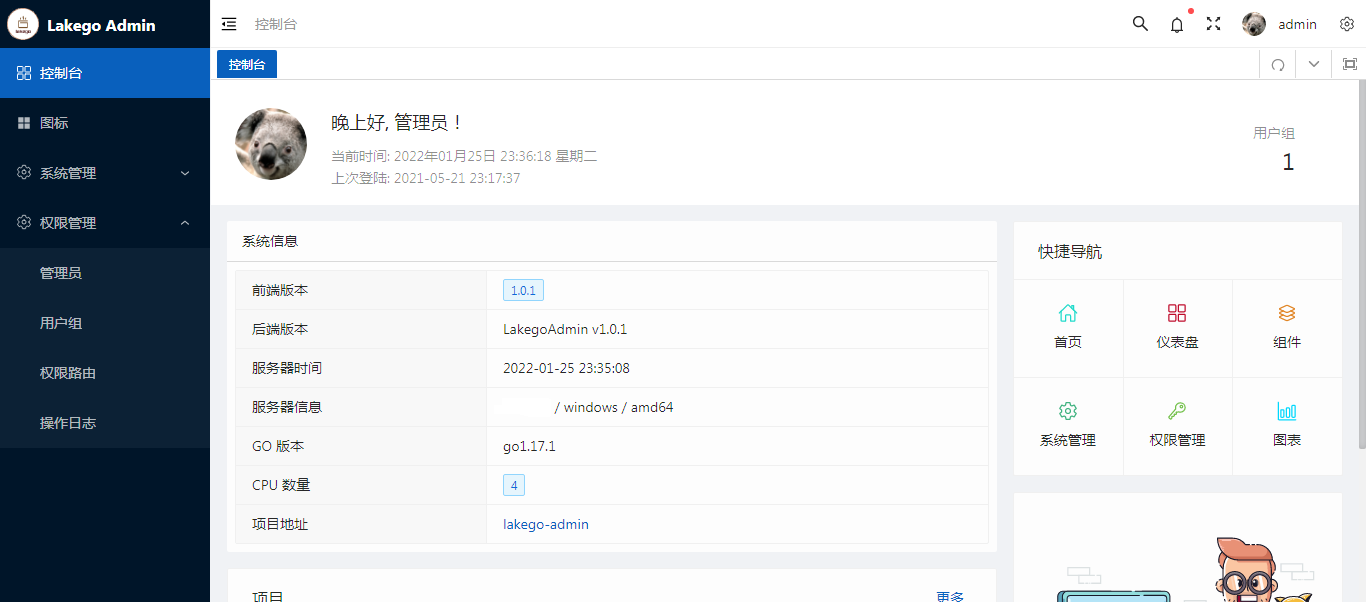 Lakego Admin
控制台
admin
控制台
图标
系统管理
权限管理
管理员
用户组
权限路由
操作日志
控制台
晚上好, 管理员！
当前时间: 2022年01月25日 23:36:18 星期二
上次登陆: 2021-05-21 23:17:37
用户组
1
系统信息
前端版本 1.0.1
后端版本 LakegoAdmin v1.0.1
服务器时间 2022-01-25 23:35:08
服务器信息 / windows / amd64
GO 版本 go1.17.1
CPU 数量 4
项目地址 lakego-admin
快捷导航
首页 仪表盘 组件
系统管理 权限管理 图表
项目 更多